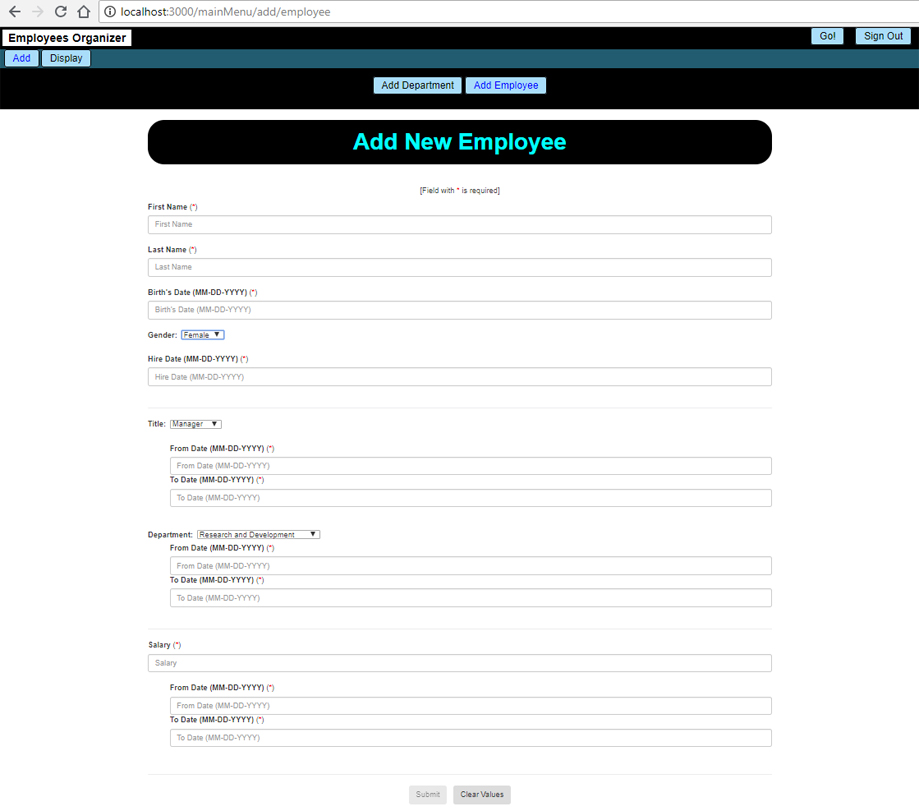 localhost:3000/mainMenu/add/employee
Employees Organizer Go! Sign Out
Add Display
Add Department Add Employee
Add New Employee
[Field with * is required]
First Name (*)
First Name
Last Name (*)
Last Name
Birth's Date (MM-DD-YYYY) (*)
Birth's Date (MM-DD-YYYY)
Gender: Female
Hire Date (MM-DD-YYYY) (*)
Hire Date (MM-DD-YYYY)
Title: Manager
From Date (MM-DD-YYYY) (*)
From Date (MM-DD-YYYY)
To Date (MM-DD-YYYY) (*)
To Date (MM-DD-YYYY)
Department: Research and Development
From Date (MM-DD-YYYY) (*)
From Date (MM-DD-YYYY)
To Date (MM-DD-YYYY) (*)
To Date (MM-DD-YYYY)
Salary (*)
Salary
From Date (MM-DD-YYYY) (*)
From Date (MM-DD-YYYY)
To Date (MM-DD-YYYY) (*)
To Date (MM-DD-YYYY)
Submit Clear Values